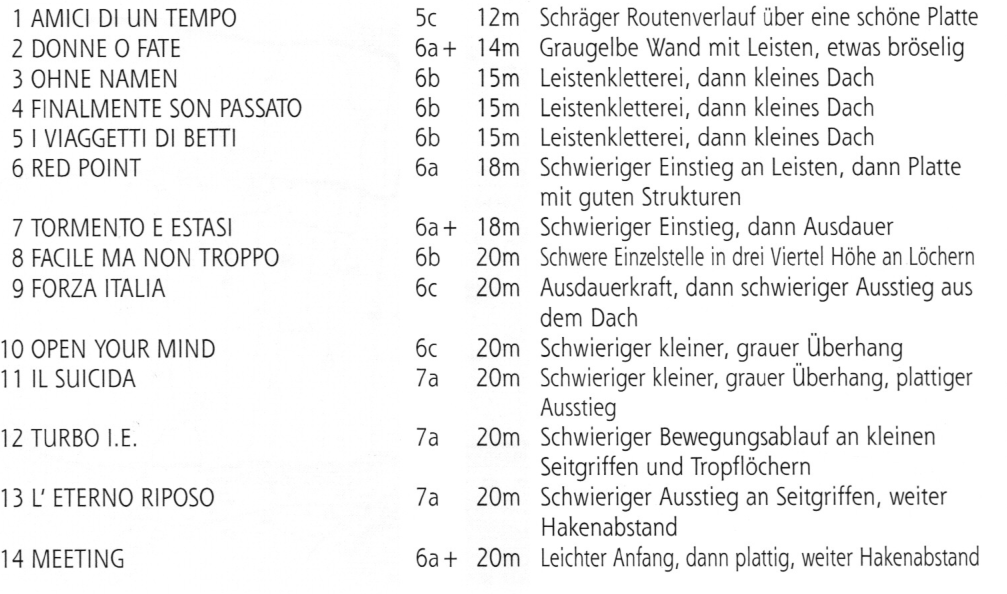 1 AMICI DI UN TEMPO 5c 12m Schräger Routenverlauf über eine schöne Platte
2 DONNE O FATE 6a+ 14m Graugelbe Wand mit Leisten, etwas bröselig
3 OHNE NAMEN 6b 15m Leistenkletterei, dann kleines Dach
4 FINALMENTE SON PASSATO 6b 15m Leistenkletterei, dann kleines Dach
5 I VIAGGETTI DI BETTI 6b 15m Leistenkletterei, dann kleines Dach
6 RED POINT 6a 18m Schwieriger Einstieg an Leisten, dann Platte
mit guten Strukturen
7 TORMENTO E ESTASI 6a+ 18m Schwieriger Einstieg, dann Ausdauer
8 FACILE MA NON TROPPO 6b 20m Schwere Einzelstelle in drei Viertel Höhe an Löchern
9 FORZA ITALIA 6c 20m Ausdauerkraft, dann schwieriger Ausstieg aus
dem Dach
10 OPEN YOUR MIND 6c 20m Schwieriger kleiner, grauer Überhang
11 IL SUICIDA 7a 20m Schwieriger kleiner, grauer Überhang, plattiger
Ausstieg
12 TURBO I.E. 7a 20m Schwieriger Bewegungsablauf an kleinen
Seitgriffen und Tropflöchern
13 L' ETERNO RIPOSO 7a 20m Schwieriger Ausstieg an Seitgriffen, weiter
Hakenabstand
14 MEETING 6a+ 20m Leichter Anfang, dann plattig, weiter Hakenabstand